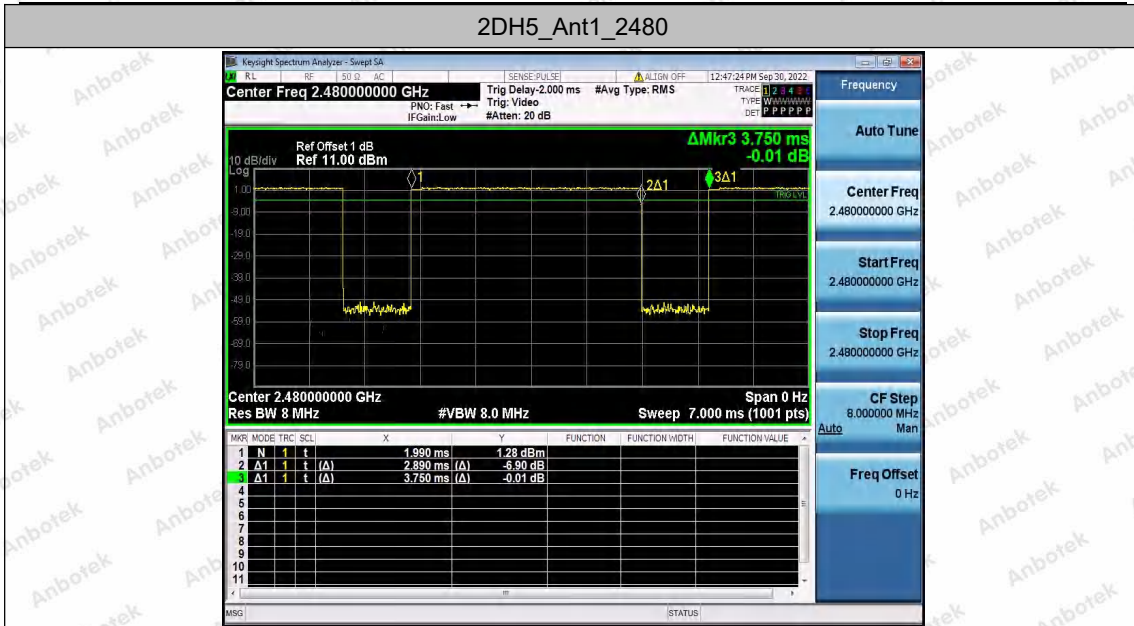 2DH5_Ant1_2480
Keysight Spectrum Analyzer - Swept SA
RL RF 50 Ω AC SENSE:PULSE ALIGN OFF 12:47:24 PM Sep 30, 2022
Center Freq 2.480000000 GHz
PNO: Fast
IFGain:Low
Trig Delay-2.000 ms
Trig: Video
#Atten: 20 dB
#Avg Type: RMS
TRACE 1 2 3 4 5 6
TYPE WWWWWW
DET P P P P P P
ΔMkr3 3.750 ms
-0.01 dB
Ref Offset 1 dB
10 dB/div Ref 11.00 dBm
Log
1
2Δ1
3Δ1
TRIG LVL
1.00
-9.00
-19.0
-29.0
-39.0
-49.0
-59.0
-69.0
-79.0
Center 2.480000000 GHz Span 0 Hz
Res BW 8 MHz #VBW 8.0 MHz Sweep 7.000 ms (1001 pts)
MKR MODE TRC SCL X Y FUNCTION FUNCTION WIDTH FUNCTION VALUE
1 N 1 t 1.990 ms 1.28 dBm
2 Δ1 1 t (Δ) 2.890 ms (Δ) -6.90 dB
3 Δ1 1 t (Δ) 3.750 ms (Δ) -0.01 dB
4
5
6
7
8
9
10
11
MSG STATUS
Frequency
Auto Tune
Center Freq
2.480000000 GHz
Start Freq
2.480000000 GHz
Stop Freq
2.480000000 GHz
CF Step
8.000000 MHz
Auto Man
Freq Offset
0 Hz
Anbotek